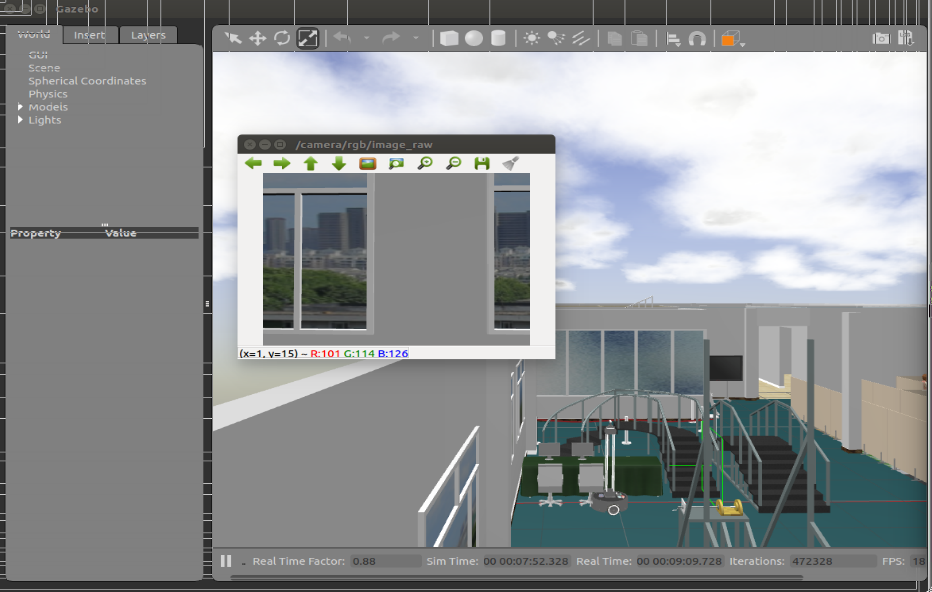 Gazebo
World Insert Layers
GUI
Scene
Spherical Coordinates
Physics
Models
Lights
Property Value
/camera/rgb/image_raw
(x=1, y=15) ~ R:101 G:114 B:126
Real Time Factor: 0.88 Sim Time: 00 00:07:52.328 Real Time: 00 00:09:09.728 Iterations: 472328 FPS: 18